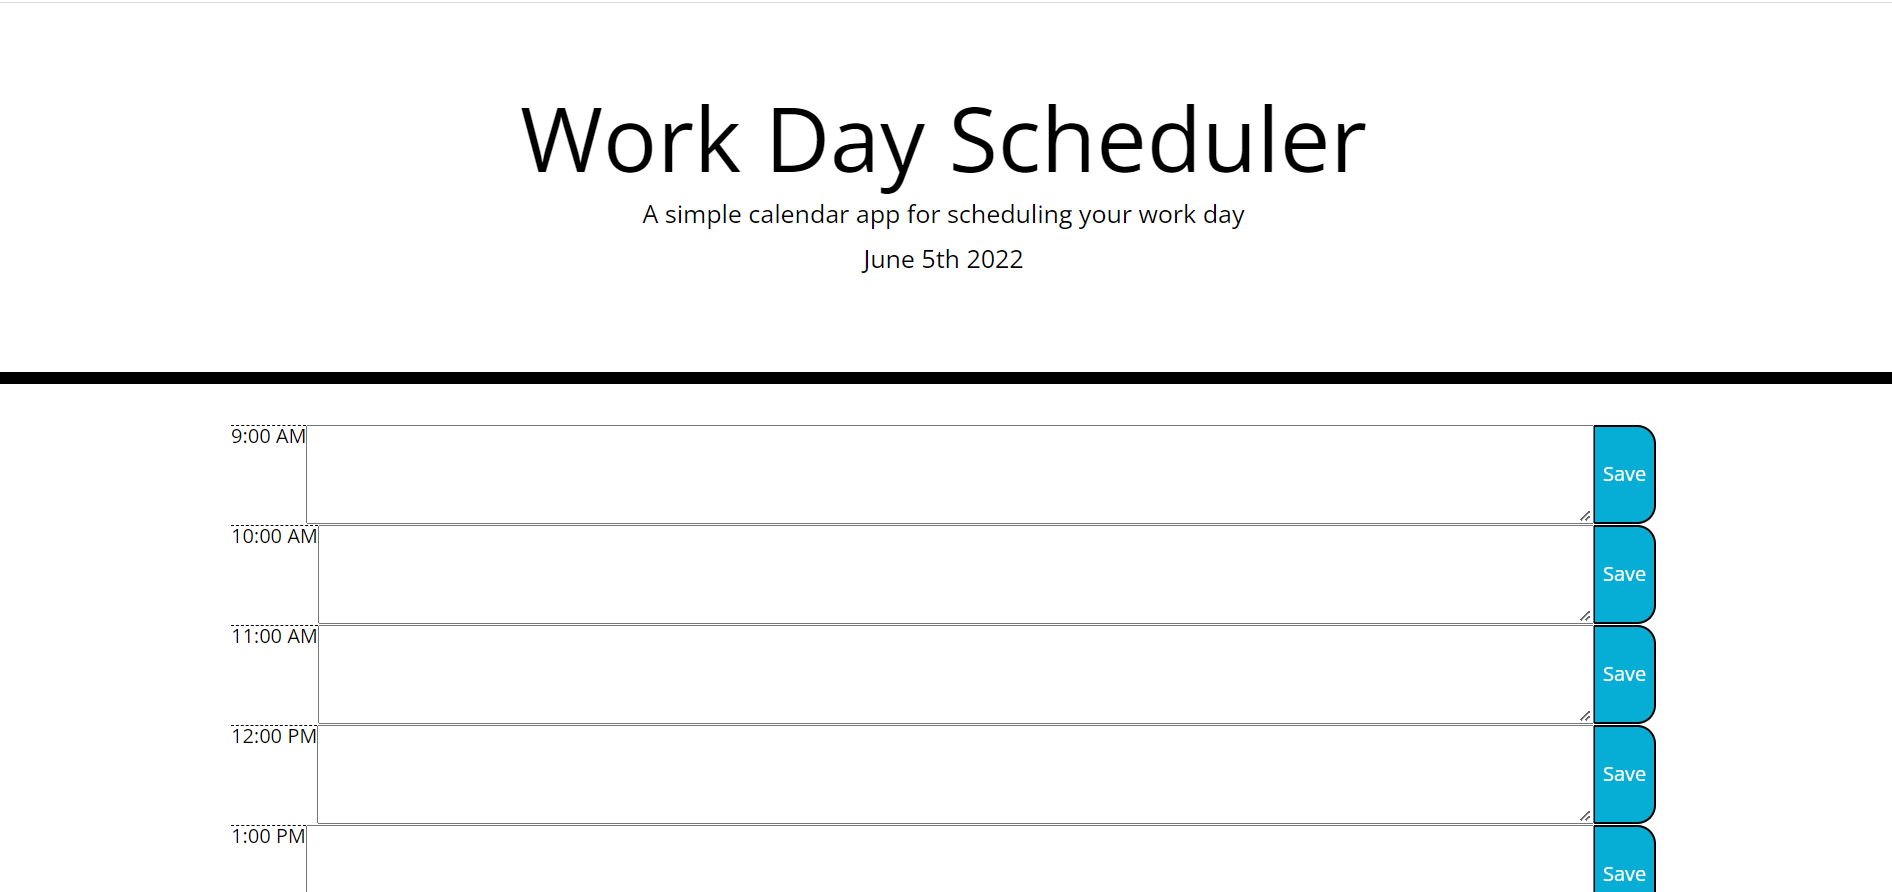 Work Day Scheduler
A simple calendar app for scheduling your work day
June 5th 2022
9:00 AM
Save
10:00 AM
Save
11:00 AM
Save
12:00 PM
Save
1:00 PM
Save